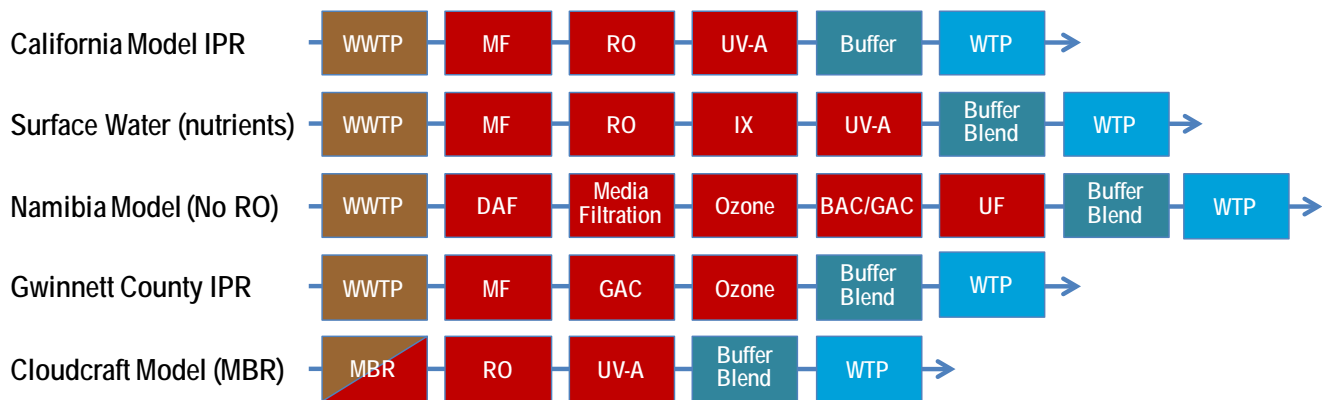 California Model IPR WWTP MF RO UV-A Buffer WTP
Surface Water (nutrients) WWTP MF RO IX UV-A Buffer Blend WTP
Namibia Model (No RO) WWTP DAF Media Filtration Ozone BAC/GAC UF Buffer Blend WTP
Gwinnett County IPR WWTP MF GAC Ozone Buffer Blend WTP
Cloudcraft Model (MBR) MBR RO UV-A Buffer Blend WTP